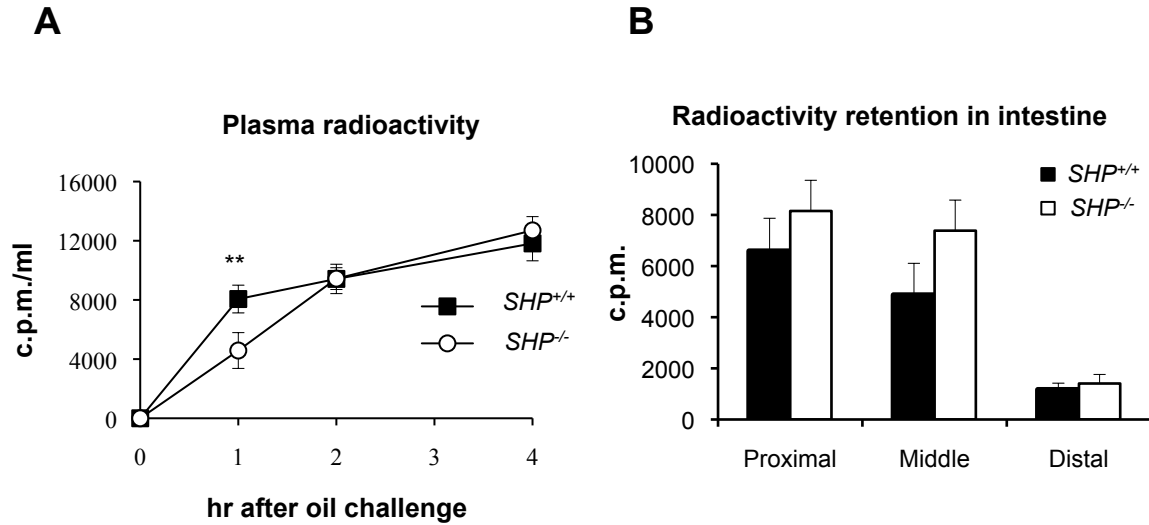 A
Plasma radioactivity
c.p.m./ml
16000
12000
8000
4000
0
**
SHP+/+
SHP-/-
0 1 2 3 4
hr after oil challenge
B
Radioactivity retention in intestine
c.p.m.
10000
8000
6000
4000
2000
0
SHP+/+
SHP-/-
Proximal Middle Distal